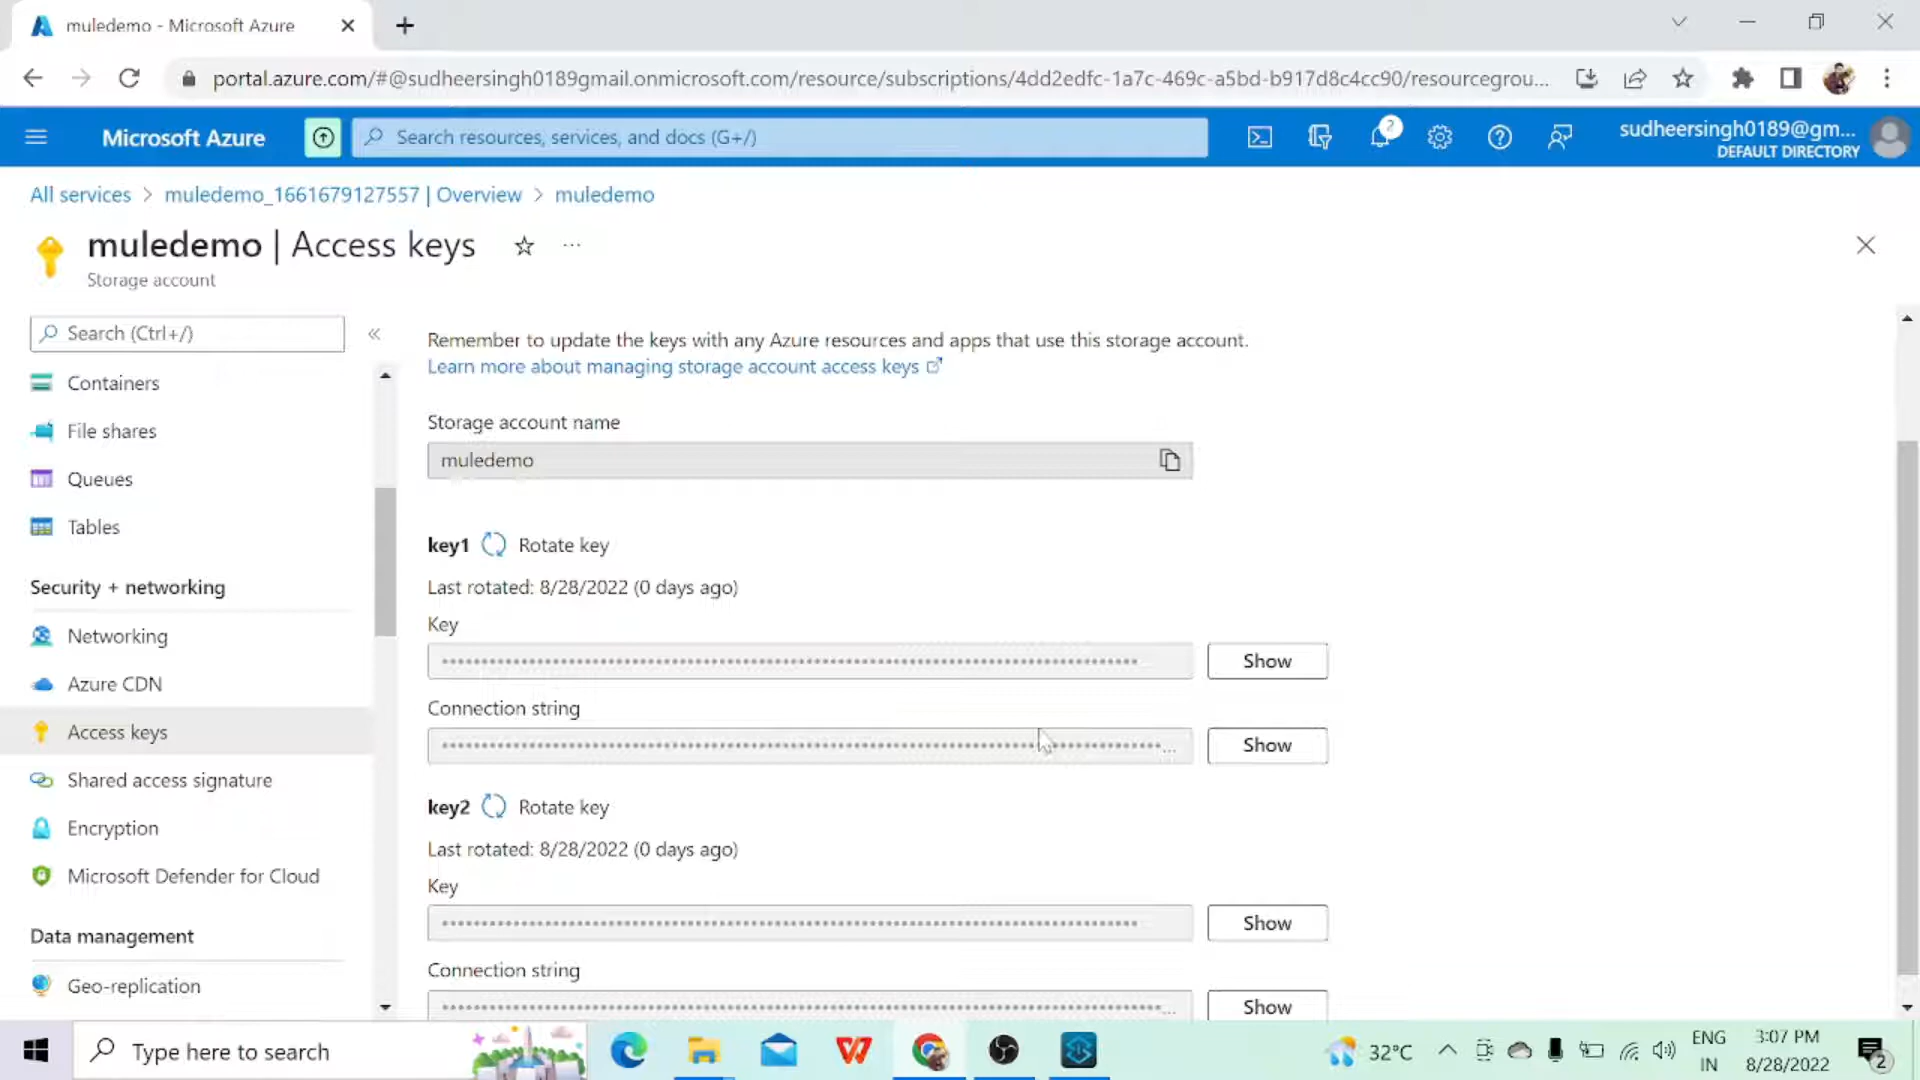 muledemo - Microsoft Azure
portal.azure.com/#@sudheersingh0189gmail.onmicrosoft.com/resource/subscriptions/4dd2edfc-1a7c-469c-a5bd-b917d8c4cc90/resourcegrou...
Microsoft Azure
Search resources, services, and docs (G+/)
2
sudheersingh0189@gm...
DEFAULT DIRECTORY
All services > muledemo_1661679127557 | Overview > muledemo
muledemo | Access keys
Storage account
Search (Ctrl+/)
Containers
File shares
Queues
Tables
Security + networking
Networking
Azure CDN
Access keys
Shared access signature
Encryption
Microsoft Defender for Cloud
Data management
Geo-replication
Remember to update the keys with any Azure resources and apps that use this storage account.
Learn more about managing storage account access keys
Storage account name
muledemo
key1 Rotate key
Last rotated: 8/28/2022 (0 days ago)
Key
Show
Connection string
Show
key2 Rotate key
Last rotated: 8/28/2022 (0 days ago)
Key
Show
Connection string
Show
Type here to search
32°C
ENG
IN
3:07 PM
8/28/2022
2